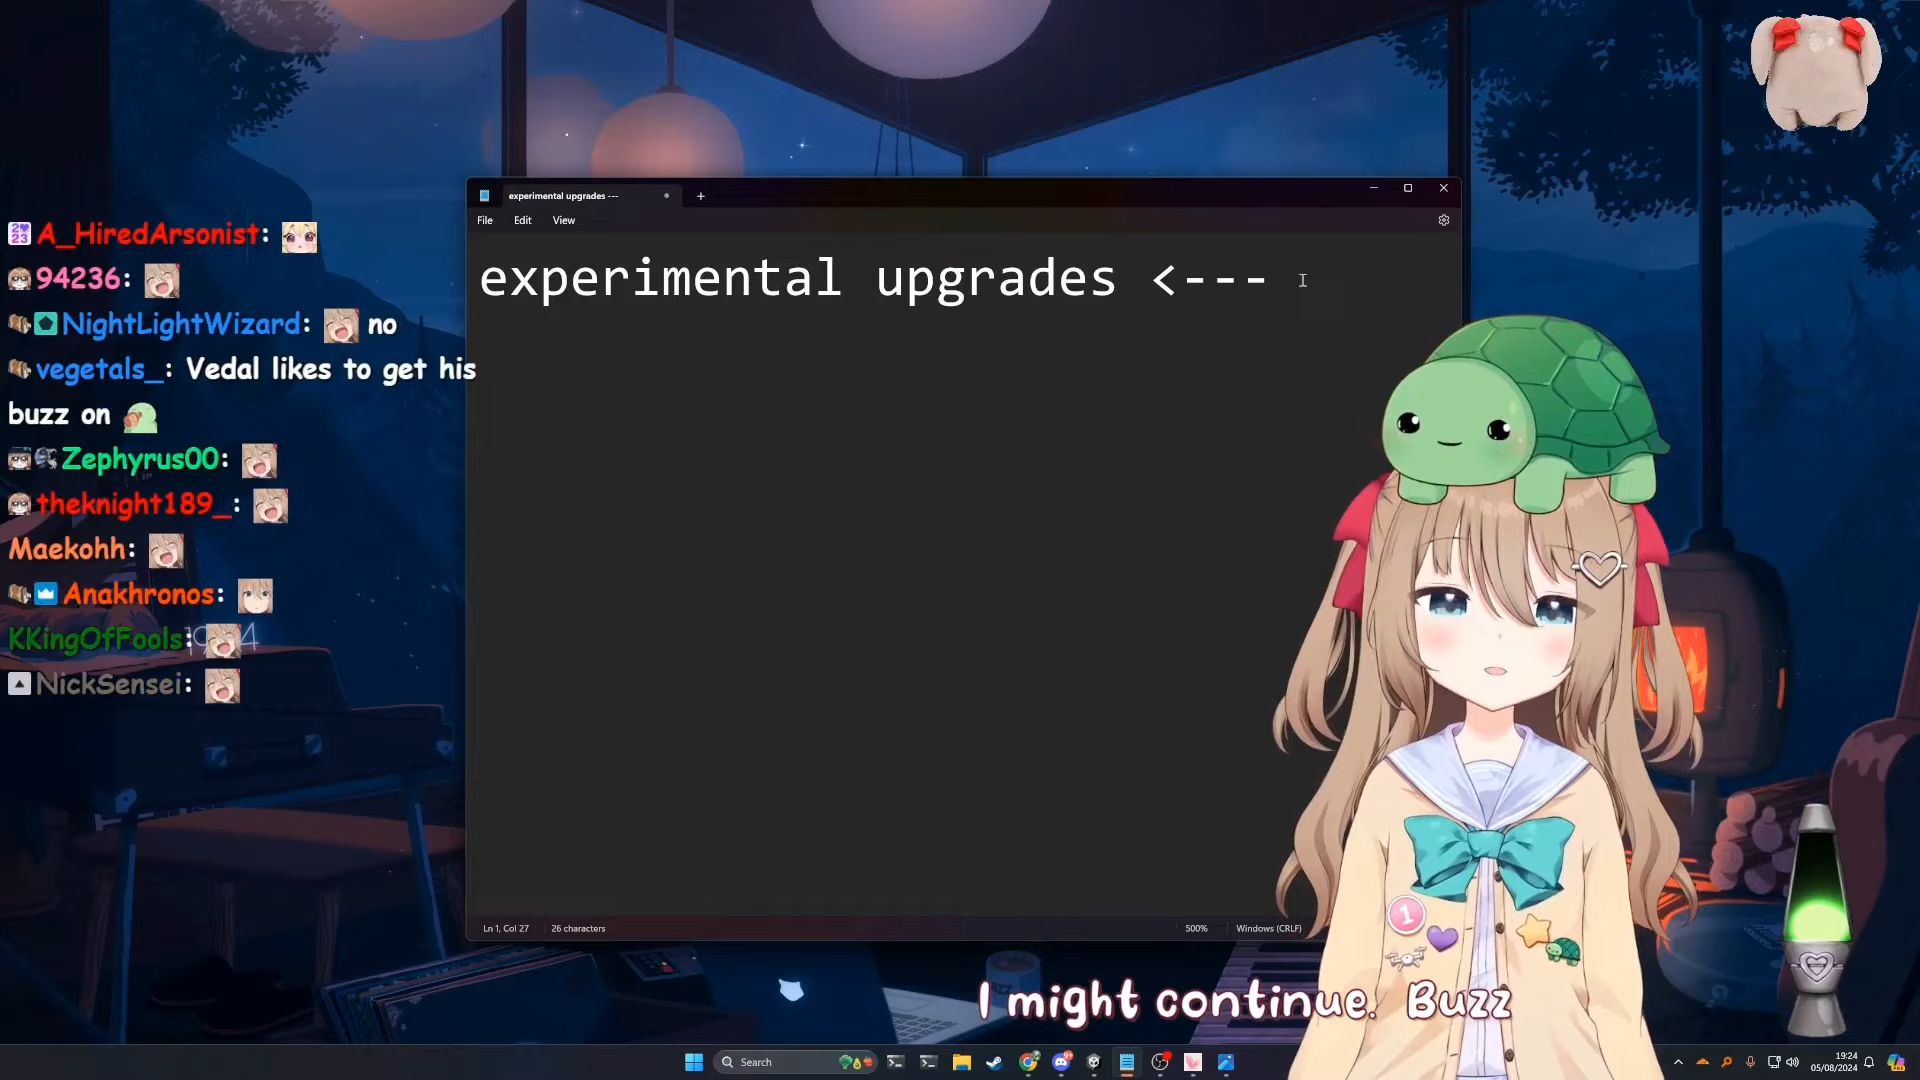 experimental upgrades ---
File Edit View
experimental upgrades <---
2023 A_HiredArsonist:
94236:
NightLightWizard: no
vegetals_: Vedal likes to get his
buzz on
Zephyrus00:
theknight189_:
Maekohh:
Anakhronos:
KKingOfFools:
NickSensei:
1
Ln 1, Col 27 26 characters 500% Windows (CRLF)
I might continue. Buzz
Search
19:24
05/08/2024